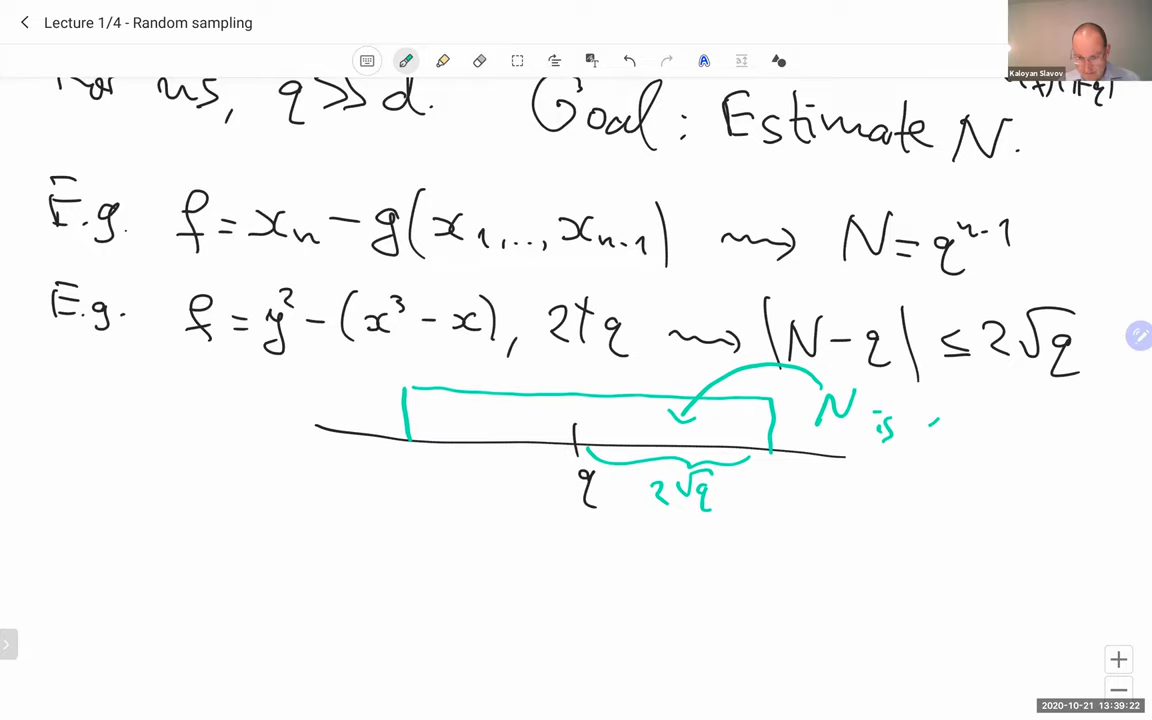 Lecture 1/4 - Random sampling
Kaloyan Slavov
For us, q >> d. Goal: Estimate N.
E.g. f = x_n - g(x_1, ..., x_{n-1}) ⇝ N = q^{n-1}
E.g. f = y^2 - (x^3 - x), 2∤q ⇝ |N - q| ≤ 2√q
N is
q
2√q
2020-10-21 13:39:22